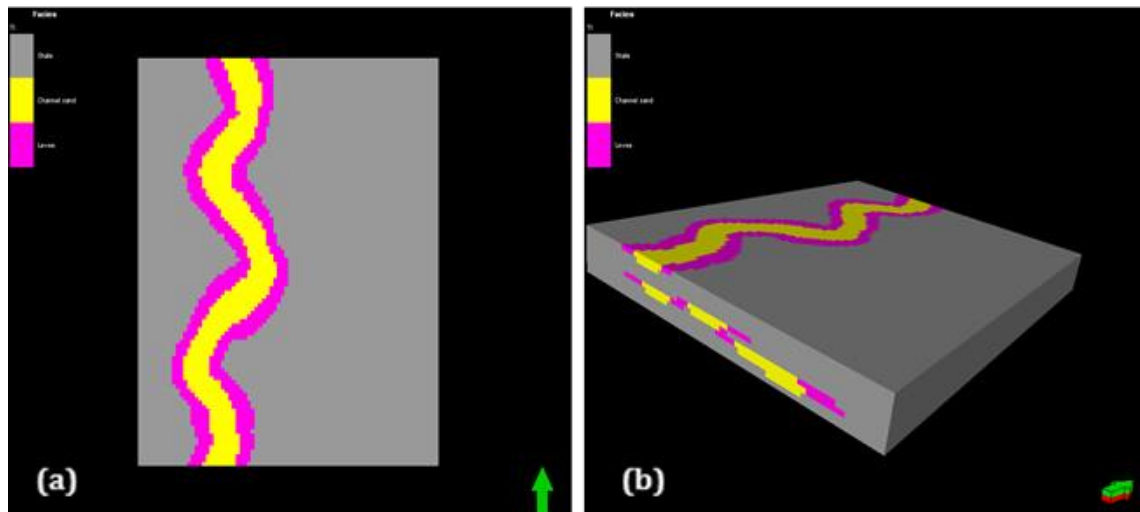 Facies
Shale
Channel sand
Levee
(a)
Facies
Shale
Channel sand
Levee
(b)